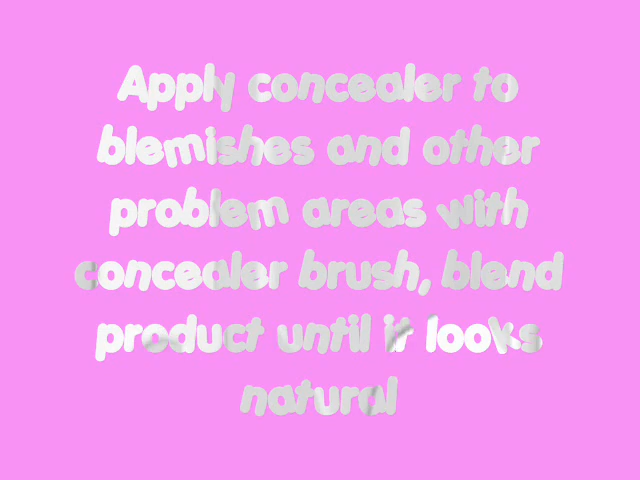 Apply concealer to
blemishes and other
problem areas with
concealer brush, blend
product until it looks
natural